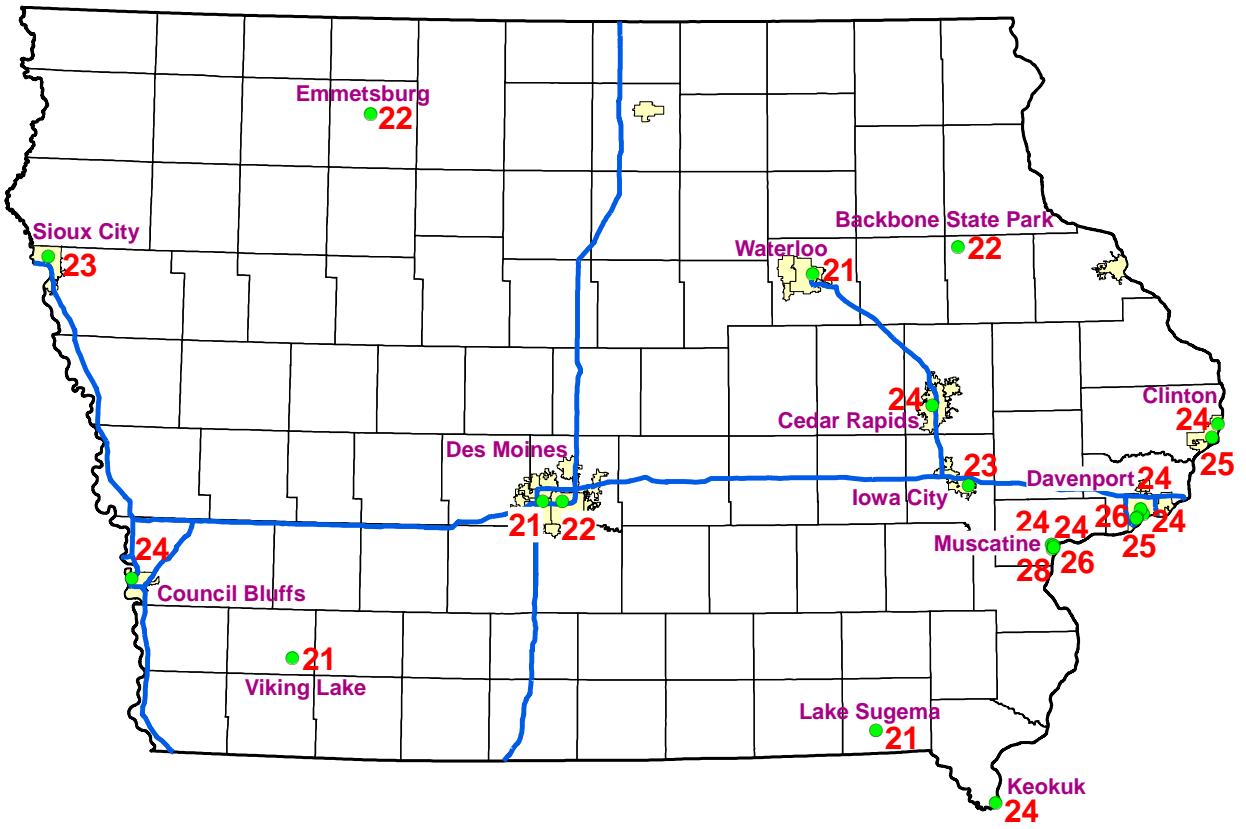 Emmetsburg
22
Sioux City
23
Backbone State Park
22
Waterloo
21
Clinton
24
25
24
Cedar Rapids
Des Moines
21
22
23
Iowa City
Davenport
24
26
24
25
24
24
Muscatine
28
26
24
Council Bluffs
21
Viking Lake
Lake Sugema
21
Keokuk
24